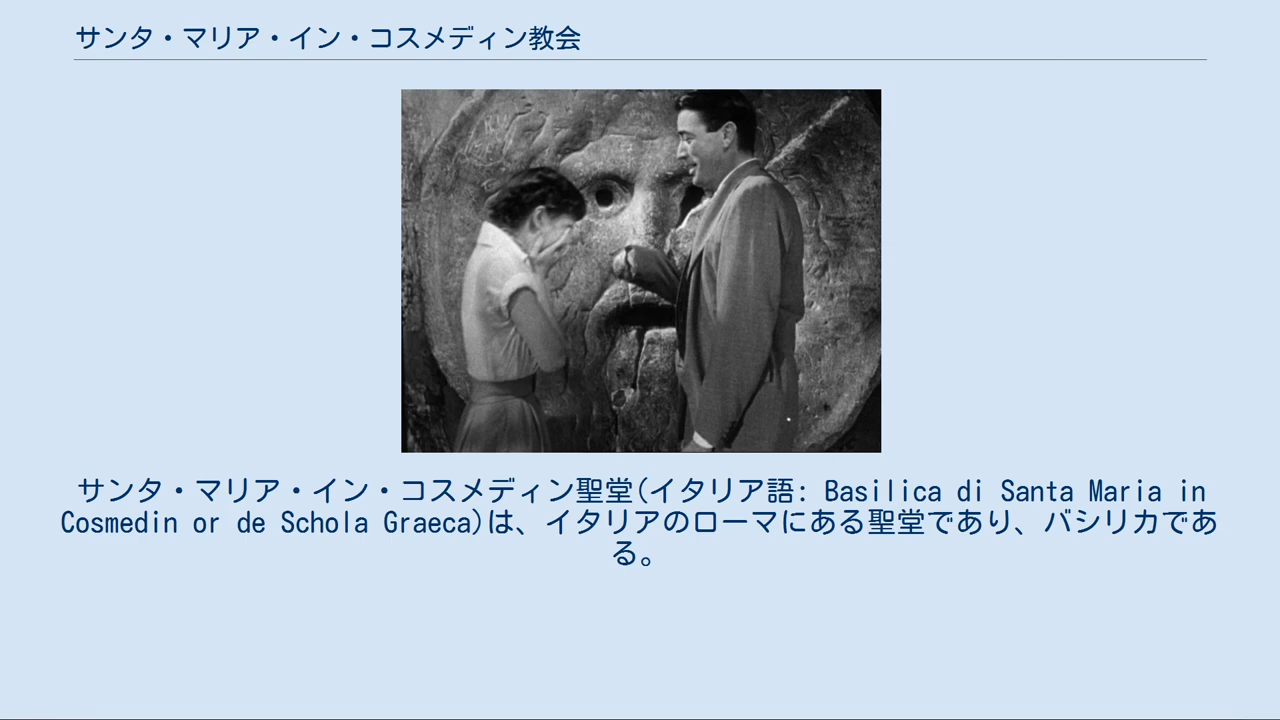 サンタ・マリア・イン・コスメディン教会
サンタ・マリア・イン・コスメディン聖堂(イタリア語: Basilica di Santa Maria in
Cosmedin or de Schola Graeca)は、イタリアのローマにある聖堂であり、バシリカであ
る。